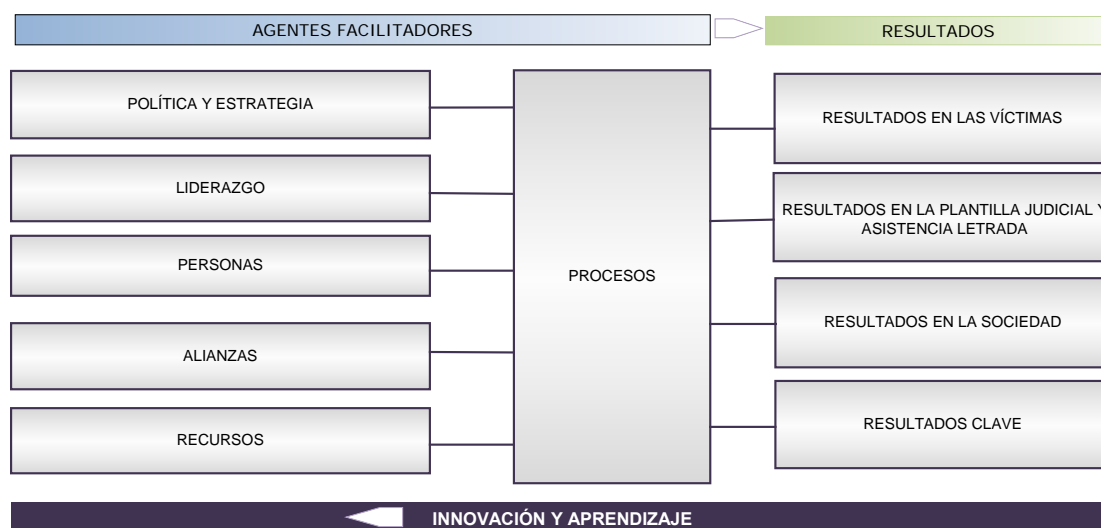 AGENTES FACILITADORES
RESULTADOS
POLÍTICA Y ESTRATEGIA
LIDERAZGO
PERSONAS
ALIANZAS
RECURSOS
PROCESOS
RESULTADOS EN LAS VÍCTIMAS
RESULTADOS EN LA PLANTILLA JUDICIAL Y
ASISTENCIA LETRADA
RESULTADOS EN LA SOCIEDAD
RESULTADOS CLAVE
INNOVACIÓN Y APRENDIZAJE